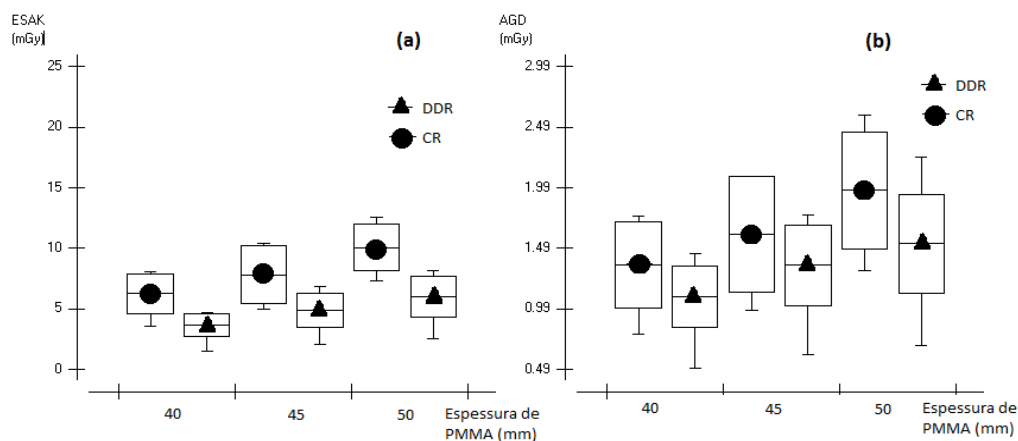 ESAK
(mGy)
(a)
25
20
15
10
5
0
DDR
CR
40
45
50
Espessura de
PMMA (mm)
AGD
(mGy)
(b)
2.99
2.49
1.99
1.49
0.99
0.49
DDR
CR
40
45
50
Espessura de
PMMA (mm)